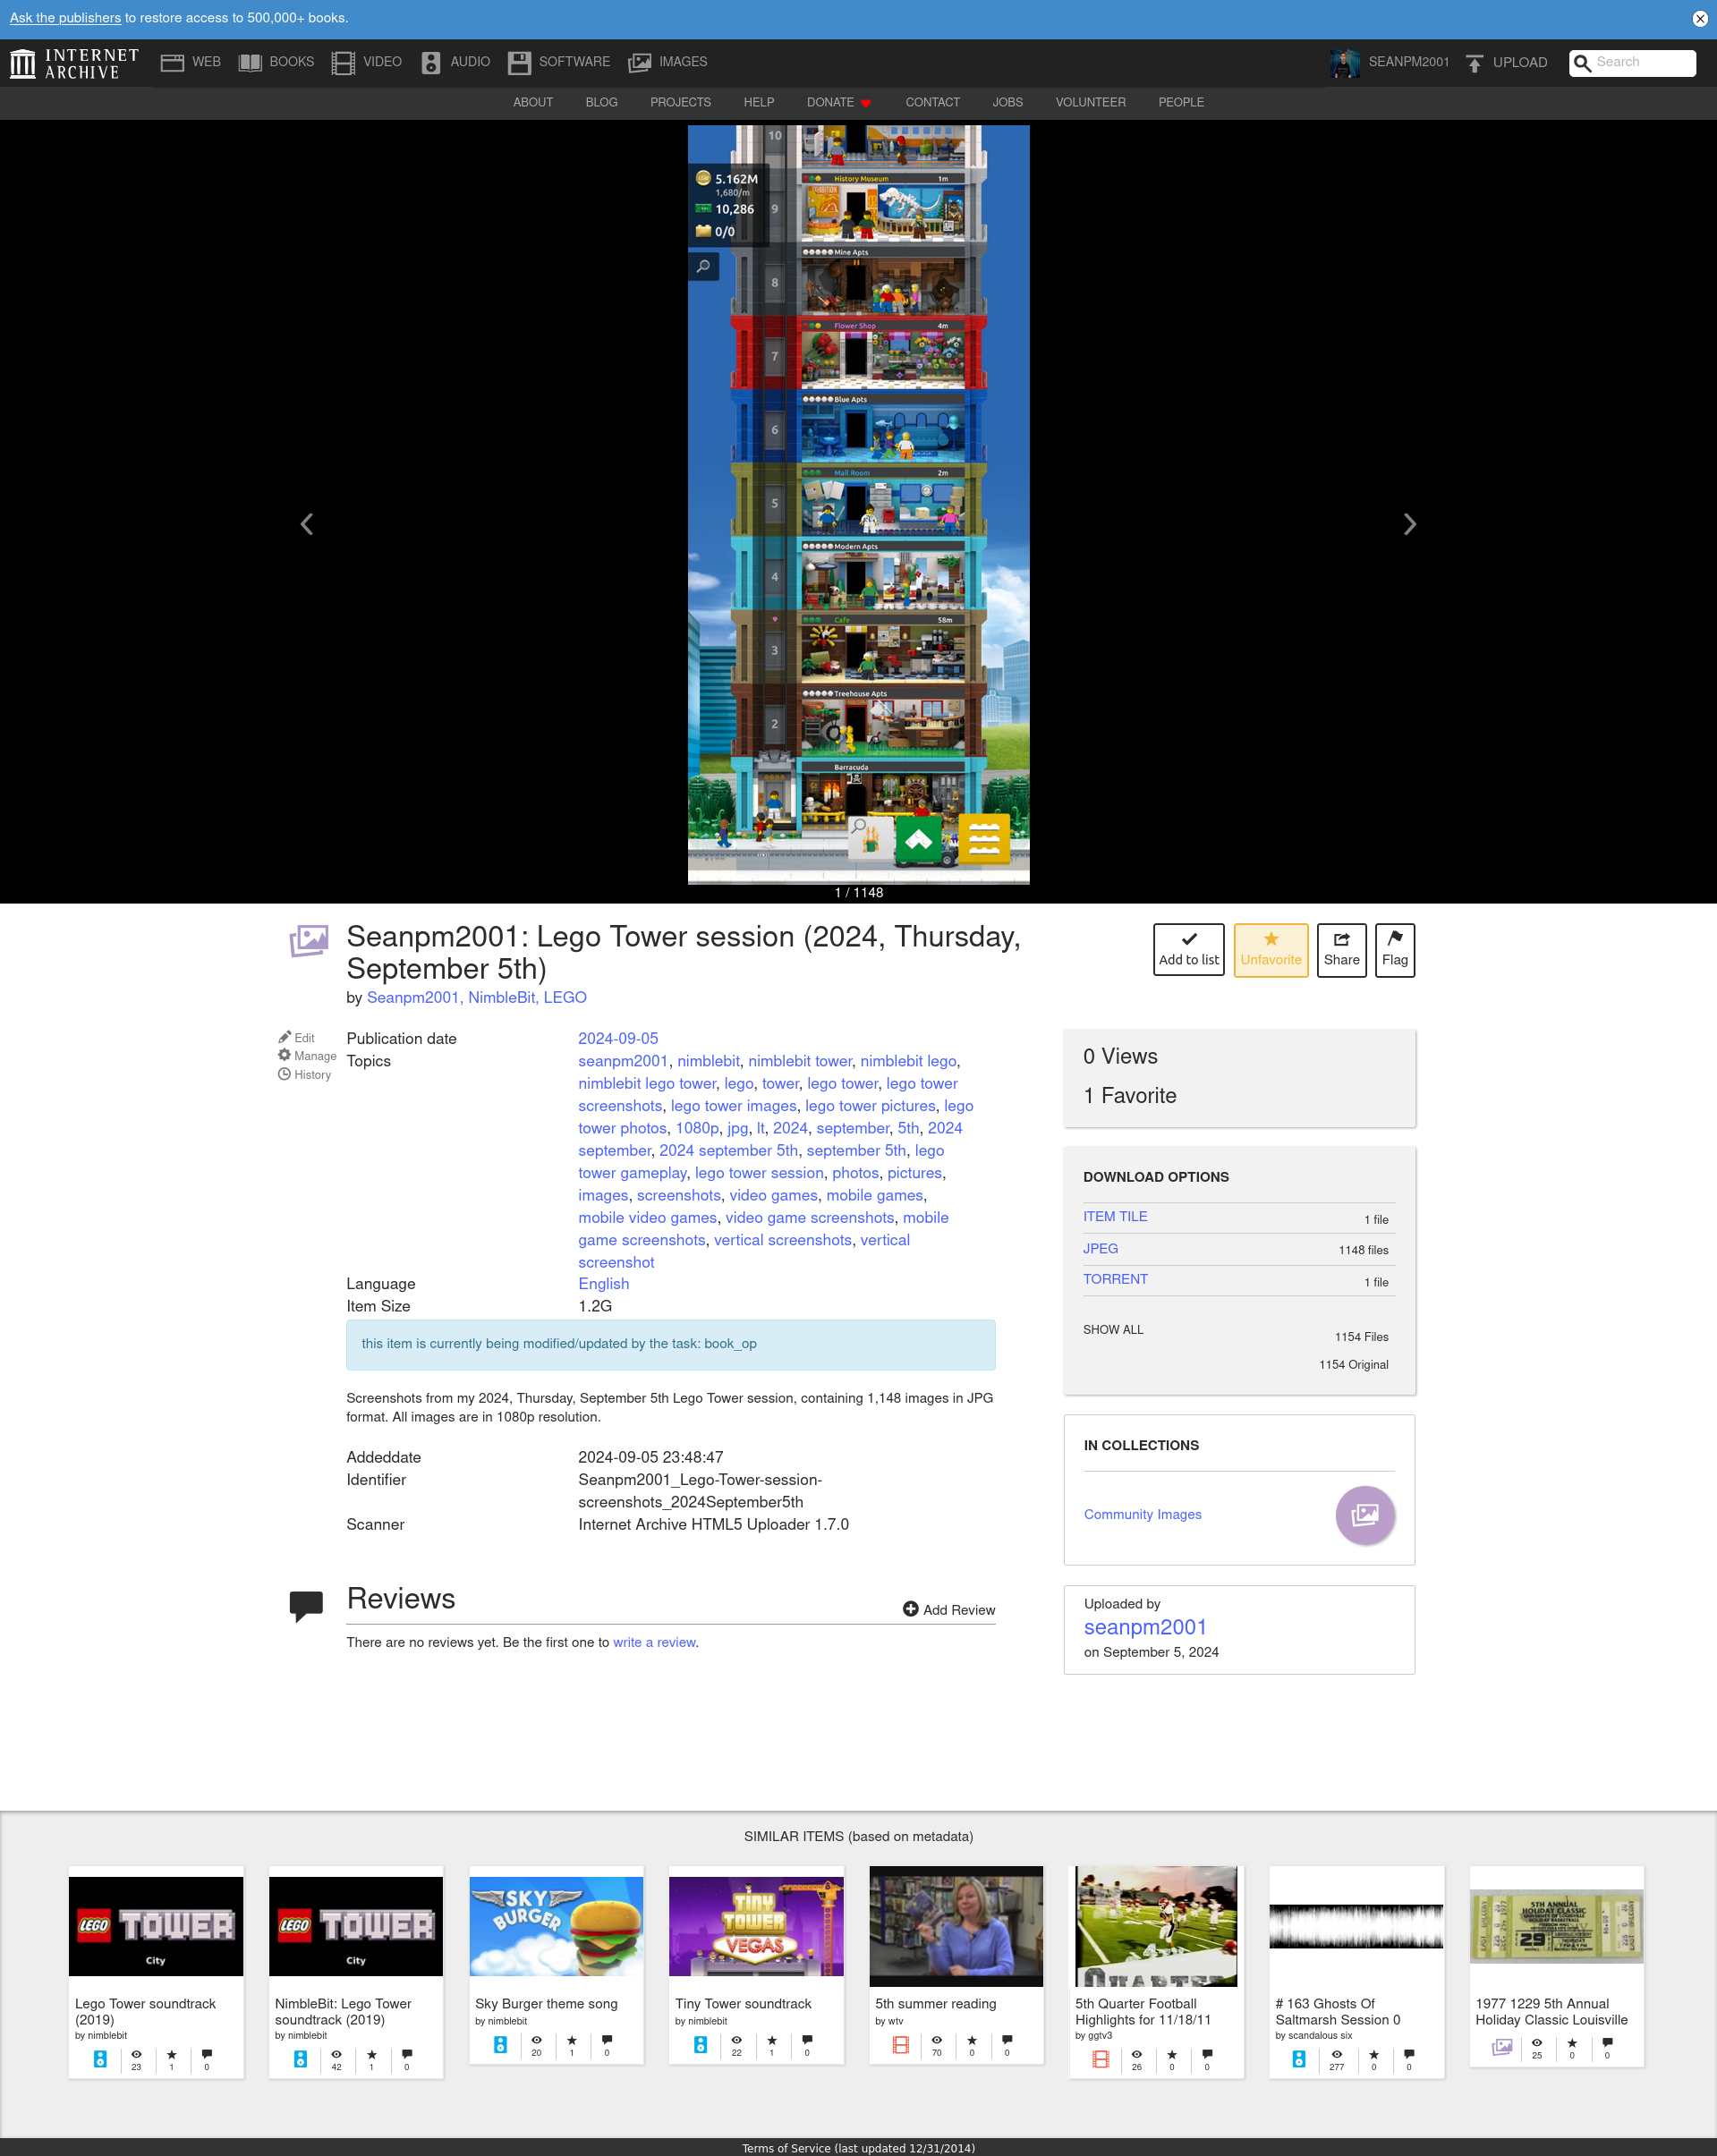 Ask the publishers to restore access to 500,000+ books.
INTERNET ARCHIVE
WEB BOOKS VIDEO AUDIO SOFTWARE IMAGES
SEANPM2001 UPLOAD Search
ABOUT BLOG PROJECTS HELP DONATE CONTACT JOBS VOLUNTEER PEOPLE
10
5.162M
1,680/m
10,286
0/0
History Museum 1m
9
Mine Apts
8
Flower Shop 4m
7
Blue Apts
6
Mail Room 2m
5
Modern Apts
4
Cafe 58m
3
Treehouse Apts
2
Barracuda
1 / 1148
Seanpm2001: Lego Tower session (2024, Thursday,
September 5th)
by Seanpm2001, NimbleBit, LEGO
Add to list
Unfavorite
Share
Flag
Edit
Manage
History
Publication date 2024-09-05
Topics seanpm2001, nimblebit, nimblebit tower, nimblebit lego,
nimblebit lego tower, lego, tower, lego tower, lego tower
screenshots, lego tower images, lego tower pictures, lego
tower photos, 1080p, jpg, lt, 2024, september, 5th, 2024
september, 2024 september 5th, september 5th, lego
tower gameplay, lego tower session, photos, pictures,
images, screenshots, video games, mobile games,
mobile video games, video game screenshots, mobile
game screenshots, vertical screenshots, vertical
screenshot
Language English
Item Size 1.2G
this item is currently being modified/updated by the task: book_op
Screenshots from my 2024, Thursday, September 5th Lego Tower session, containing 1,148 images in JPG
format. All images are in 1080p resolution.
Addeddate 2024-09-05 23:48:47
Identifier Seanpm2001_Lego-Tower-session-
screenshots_2024September5th
Scanner Internet Archive HTML5 Uploader 1.7.0
Reviews
Add Review
There are no reviews yet. Be the first one to write a review.
0 Views
1 Favorite
DOWNLOAD OPTIONS
ITEM TILE 1 file
JPEG 1148 files
TORRENT 1 file
SHOW ALL 1154 Files
1154 Original
IN COLLECTIONS
Community Images
Uploaded by
seanpm2001
on September 5, 2024
SIMILAR ITEMS (based on metadata)
LEGO TOWER
City
Lego Tower soundtrack
(2019)
by nimblebit
23 1 0
LEGO TOWER
City
NimbleBit: Lego Tower
soundtrack (2019)
by nimblebit
42 1 0
SKY
BURGER
Sky Burger theme song
by nimblebit
20 1 0
TINY
TOWER
VEGAS
Tiny Tower soundtrack
by nimblebit
22 1 0
5th summer reading
by wtv
70 0 0
QUARTER
5th Quarter Football
Highlights for 11/18/11
by ggtv3
26 0 0
# 163 Ghosts Of
Saltmarsh Session 0
by scandalous six
277 0 0
5TH ANNUAL
HOLIDAY CLASSIC
29
1977 1229 5th Annual
Holiday Classic Louisville
25 0 0
Terms of Service (last updated 12/31/2014)